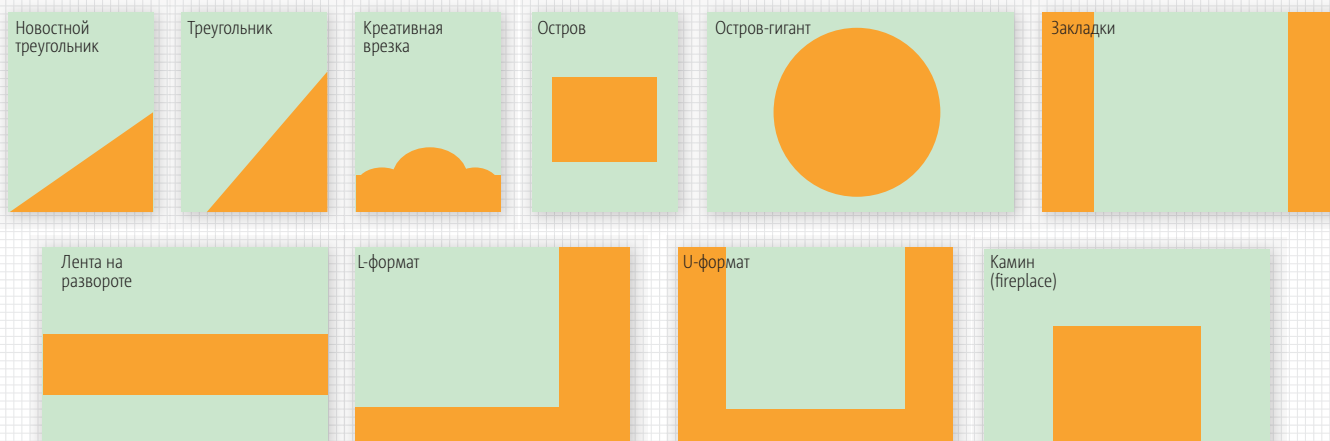 Новостной
треугольник
Треугольник
Креативная
врезка
Остров
Остров-гигант
Закладки
Лента на
развороте
L-формат
U-формат
Камин
(fireplace)